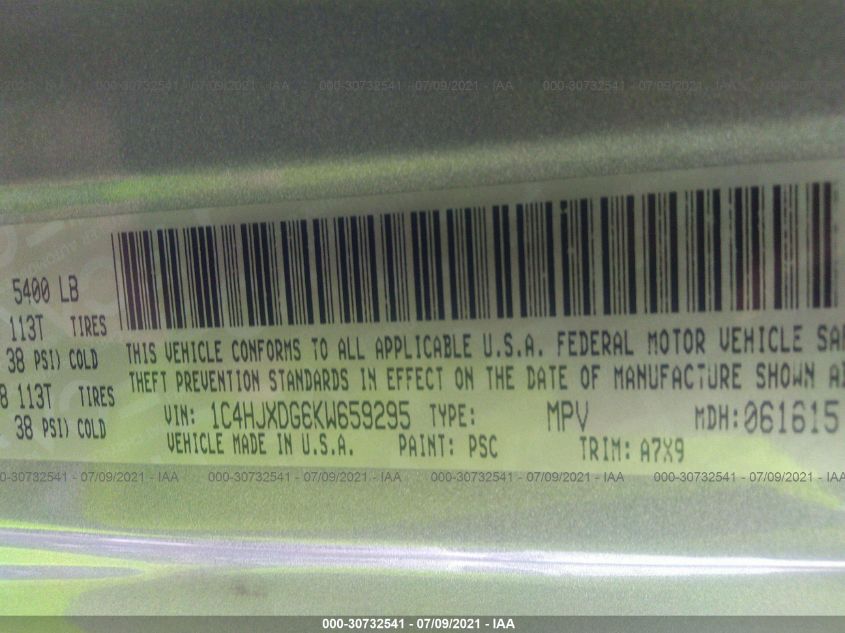 000-30732541 - 07/09/2021 - IAA 000-30732541 - 07/09/2021 - IAA
5400 LB
113T TIRES
38 PSI) COLD
8 113T TIRES
38 PSI) COLD
THIS VEHICLE CONFORMS TO ALL APPLICABLE U.S.A. FEDERAL MOTOR VEHICLE
THEFT PREVENTION STANDARDS IN EFFECT ON THE DATE OF MANUFACTURE SHOWN
VIN: 1C4HJXDG6KW659295 TYPE: MPV MDH:061615
VEHICLE MADE IN U.S.A. PAINT: PSC TRIM: A7X9
000-30732541 - 07/09/2021 - IAA 000-30732541 - 07/09/2021 - IAA 000-30732541 - 07/09/2021 - IAA 000-30732541 - 07/09/2021 - IAA
000-30732541 - 07/09/2021 - IAA